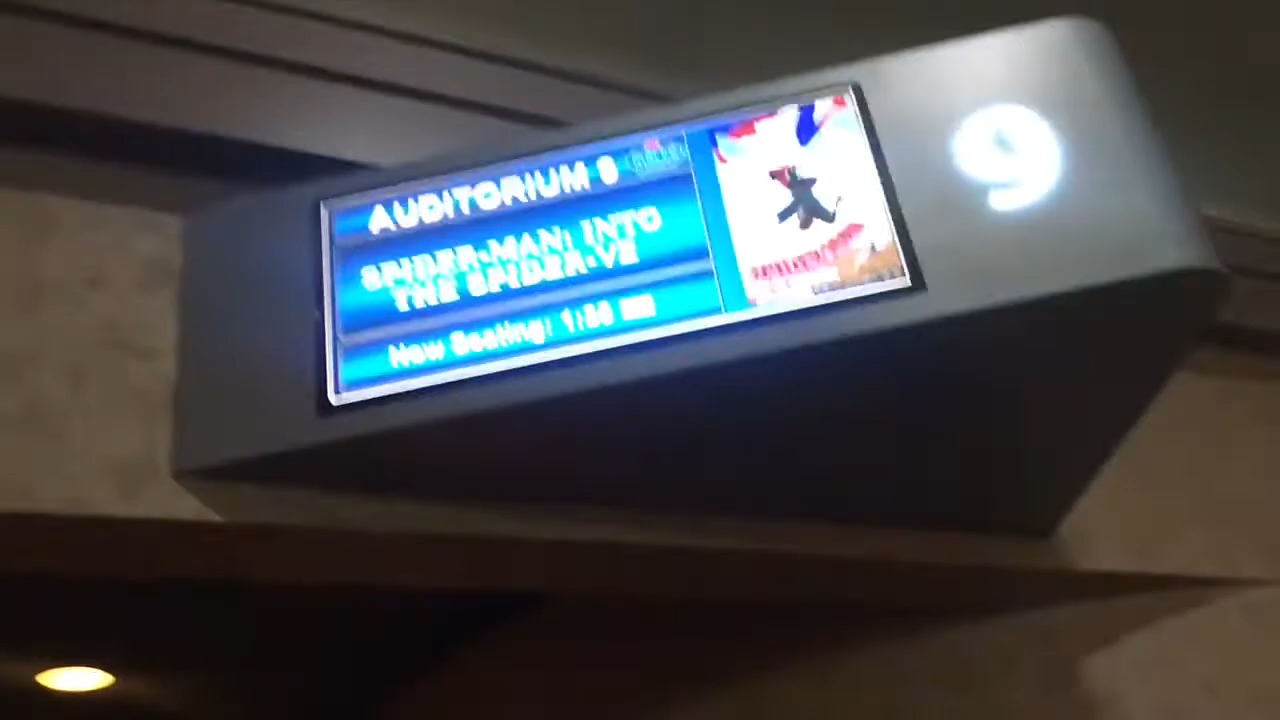 AUDITORIUM 9
SPIDER-MAN: INTO
THE SPIDER-VE
Now Seating:
9